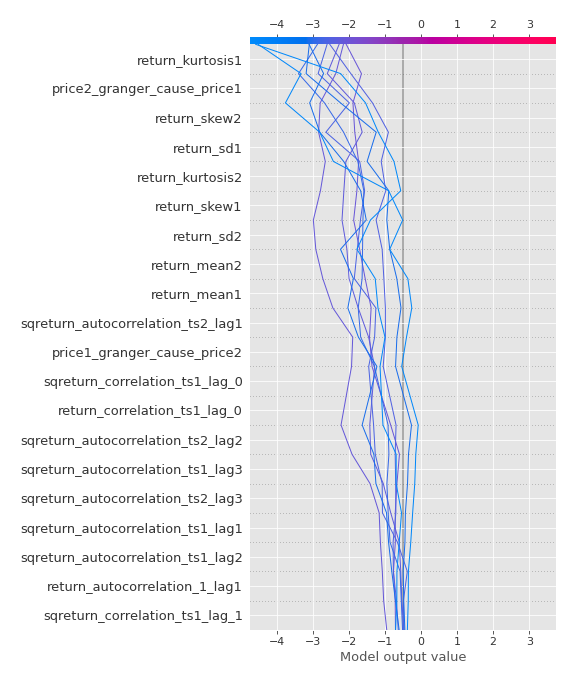 −4 −3 −2 −1 0 1 2 3
return_kurtosis1
price2_granger_cause_price1
return_skew2
return_sd1
return_kurtosis2
return_skew1
return_sd2
return_mean2
return_mean1
sqreturn_autocorrelation_ts2_lag1
price1_granger_cause_price2
sqreturn_correlation_ts1_lag_0
return_correlation_ts1_lag_0
sqreturn_autocorrelation_ts2_lag2
sqreturn_autocorrelation_ts1_lag3
sqreturn_autocorrelation_ts2_lag3
sqreturn_autocorrelation_ts1_lag1
sqreturn_autocorrelation_ts1_lag2
return_autocorrelation_1_lag1
sqreturn_correlation_ts1_lag_1
−4 −3 −2 −1 0 1 2 3
Model output value